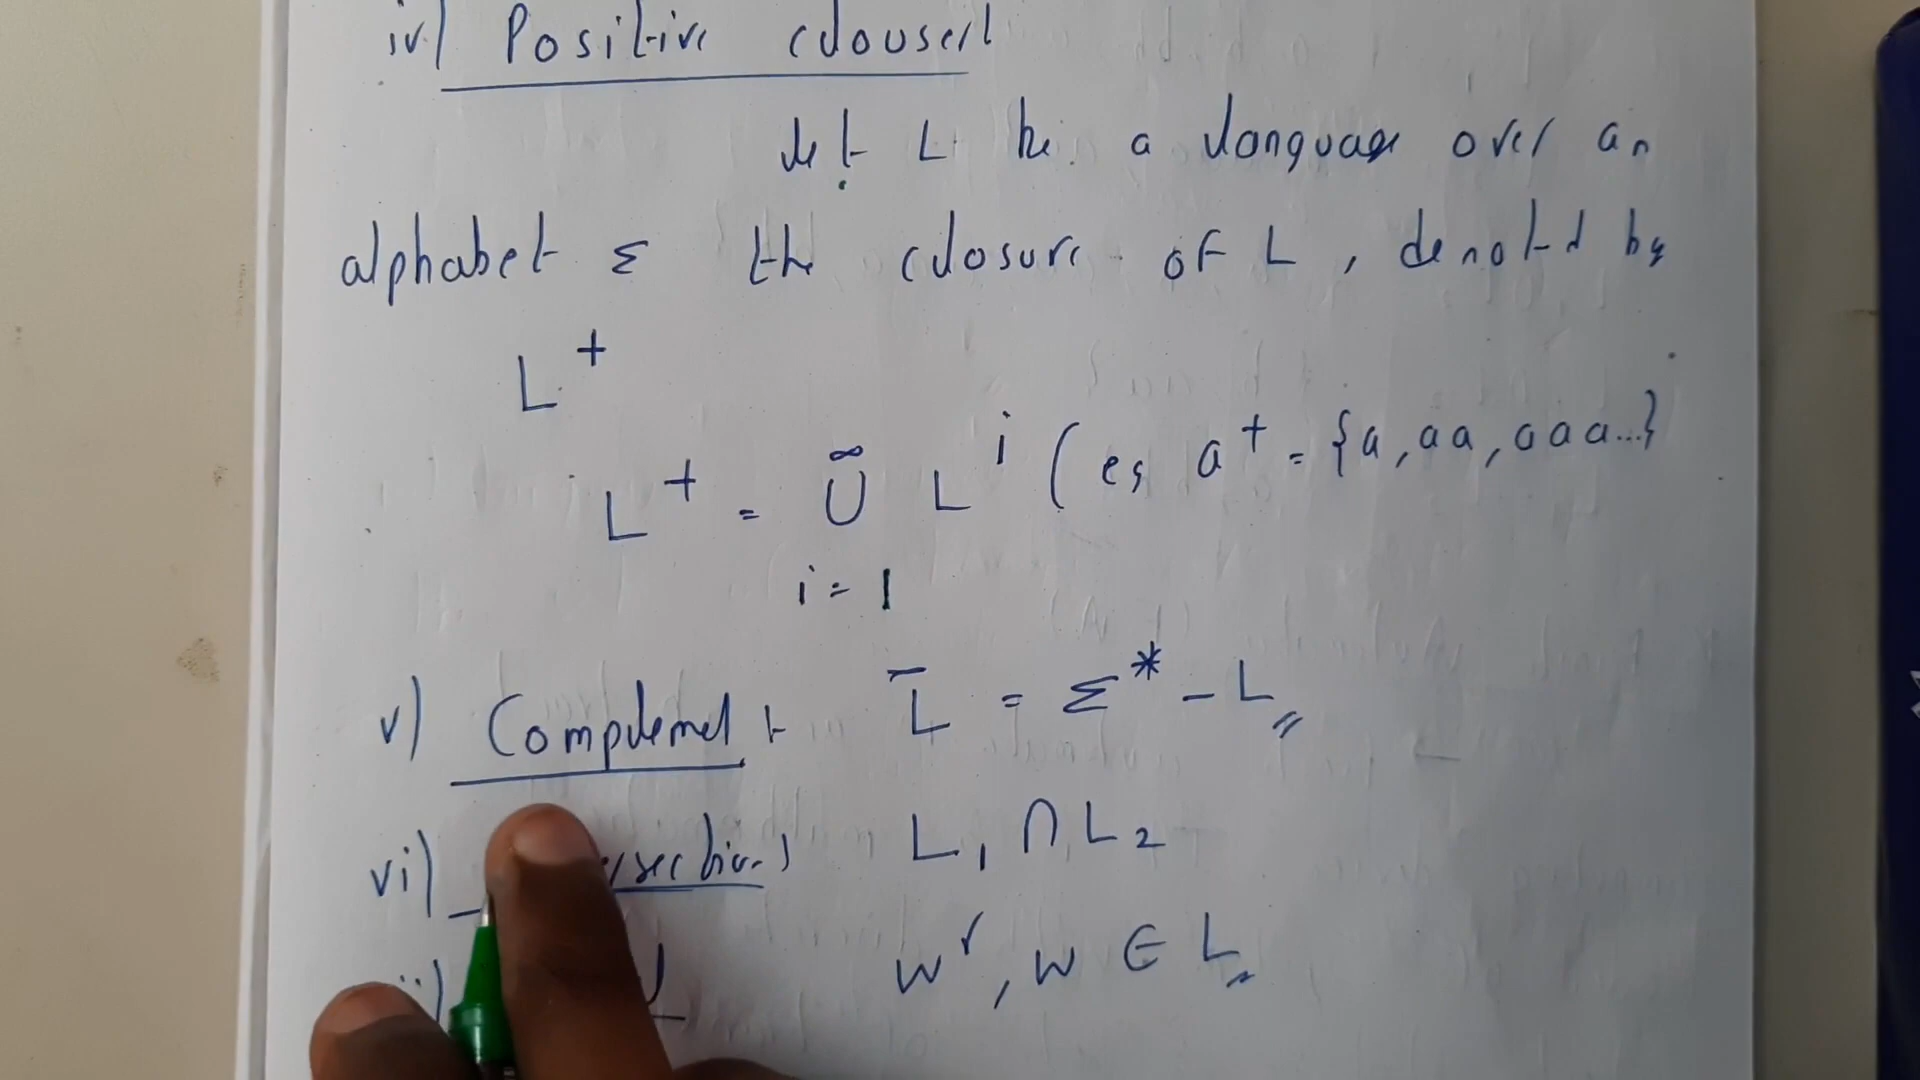 iv) Positive clouser
Let L be a language over an
alphabet Σ the closure of L, denoted by
L⁺
L⁺ = ∞ ∪ Lⁱ (eg a⁺ = {a, aa, aaa...}
i = 1
v) Complement L̅ = Σ* - L
vi) L₁ ∩ L₂
wʳ, w ∈ L